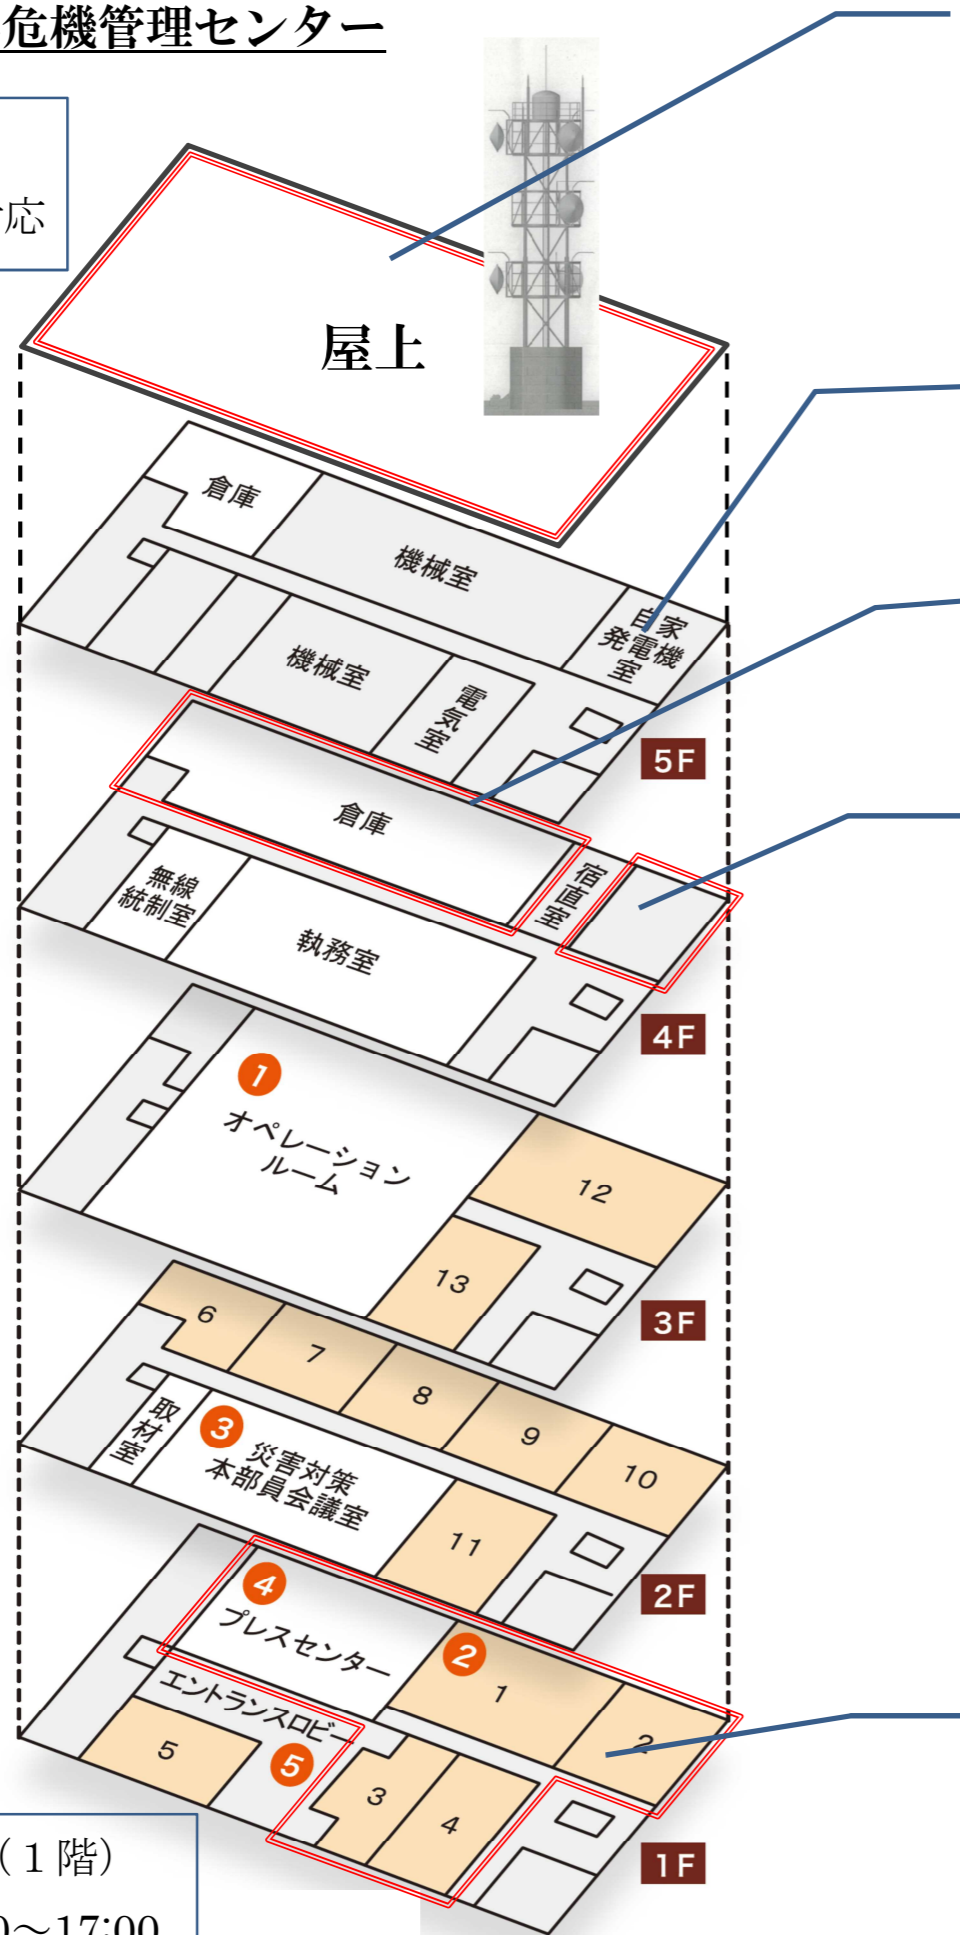 危機管理センター
応
屋上
倉庫
機械室
自家
発電機
室
機械室
電気室
5F
倉庫
宿直室
無線
統制室
執務室
4F
1
オペレーション
ルーム
12
13
3F
6
7
8
9
10
取材室
3
災害対策
本部員会議室
11
2F
4
プレスセンター
2
1
2
エントランスロビー
5
5
3
4
1F
（１階）
0～17:00